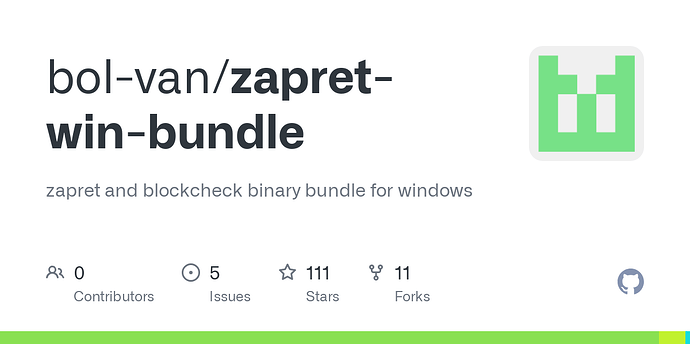 bol-van/zapret-
win-bundle
zapret and blockcheck binary bundle for windows
0 5 111 11
Contributors Issues Stars Forks